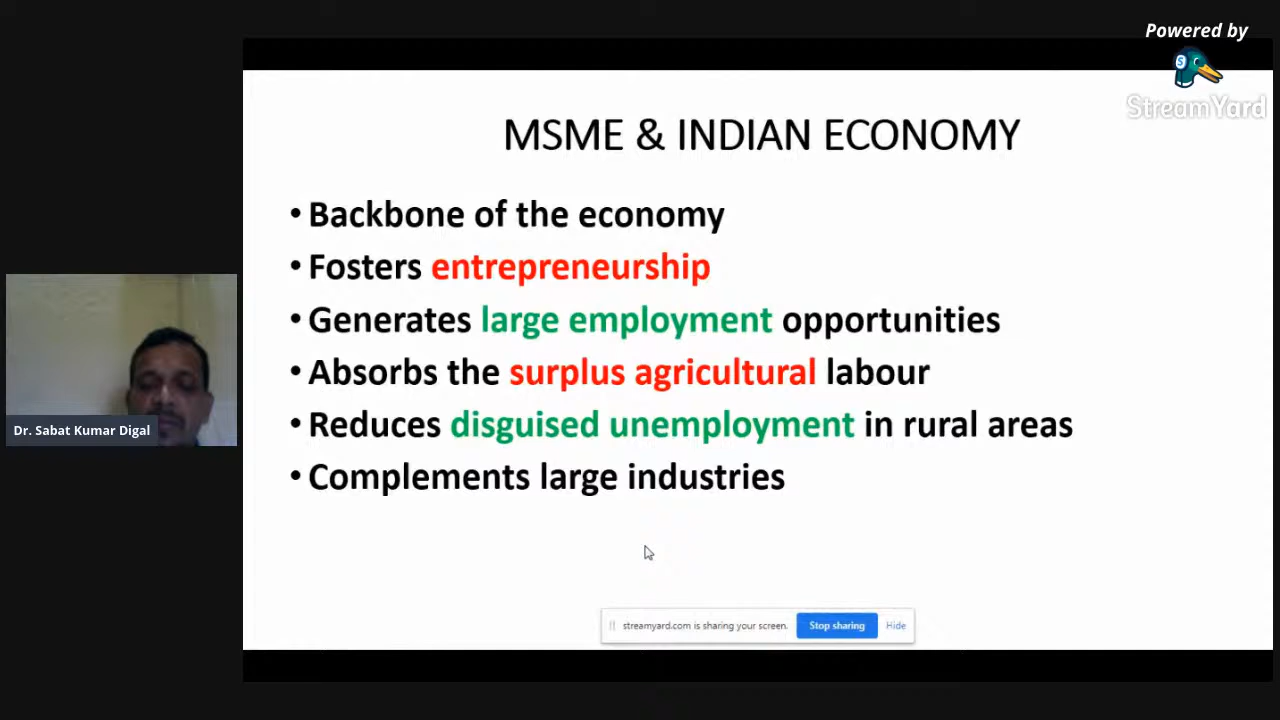 Powered by
StreamYard
MSME & INDIAN ECONOMY
• Backbone of the economy
• Fosters entrepreneurship
• Generates large employment opportunities
• Absorbs the surplus agricultural labour
• Reduces disguised unemployment in rural areas
• Complements large industries
Dr. Sabat Kumar Digal
streamyard.com is sharing your screen. Stop sharing Hide